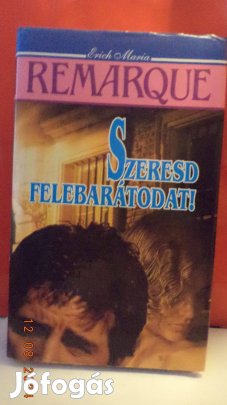 Erich Maria
REMARQUE
SZERESD
FELEBARÁTODAT!
Jófogás